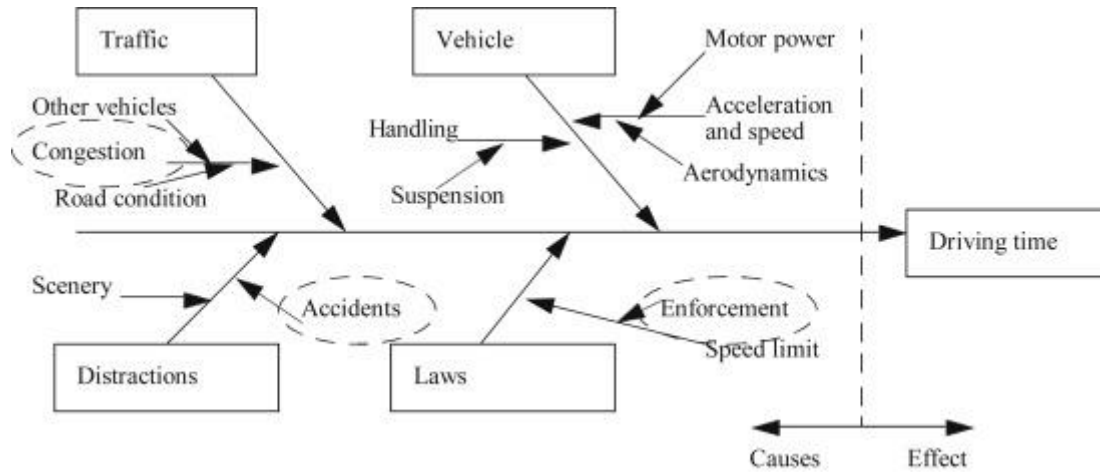 Traffic
Vehicle
Motor power
Other vehicles
Handling
Acceleration
and speed
Congestion
Road condition
Suspension
Aerodynamics
Driving time
Scenery
Accidents
Enforcement
Speed limit
Distractions
Laws
Causes
Effect